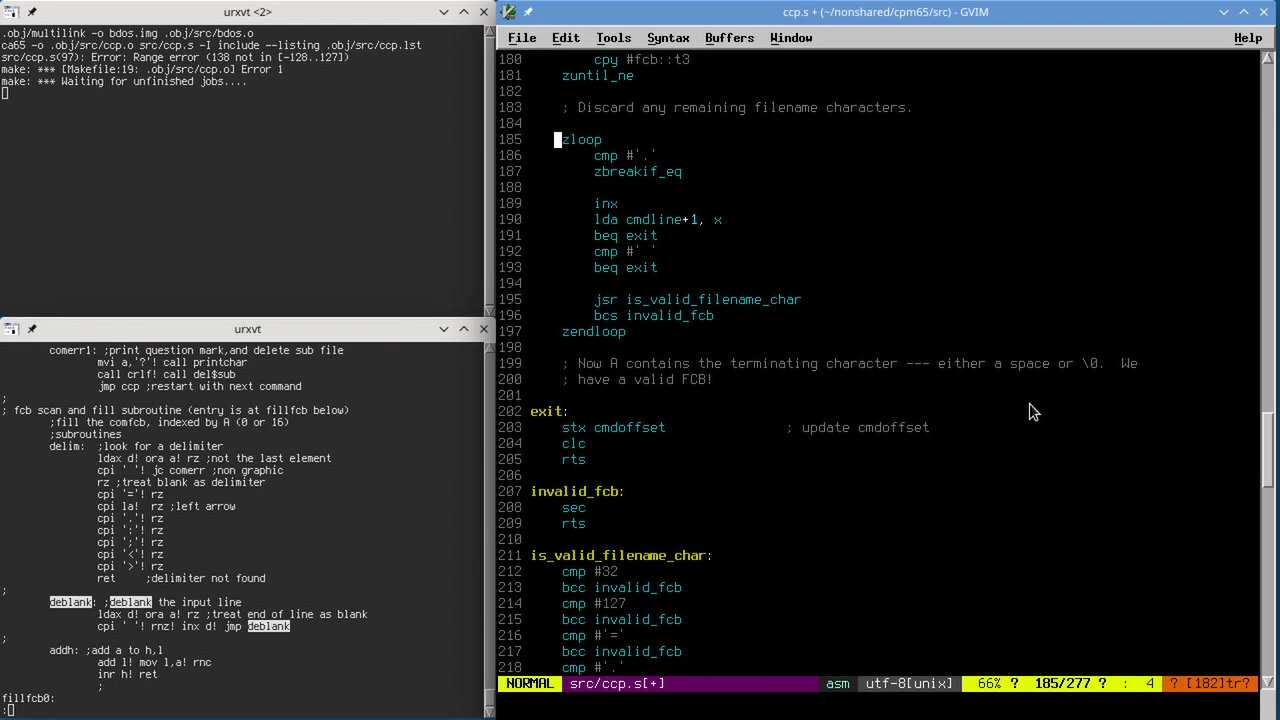 urxvt <2>
.obj/multilink -o bdos.img .obj/src/bdos.o
ca65 -o .obj/src/ccp.o src/ccp.s -I include --listing .obj/src/ccp.lst
src/ccp.s(97): Error: Range error (138 not in [-128..127])
make: *** [Makefile:19: .obj/src/ccp.o] Error 1
make: *** Waiting for unfinished jobs....
urxvt
comerr1: ;print question mark,and delete sub file
mvi a,'?'! call printchar
call crlf! call del$sub
jmp ccp ;restart with next command
;
; fcb scan and fill subroutine (entry is at fillfcb below)
;fill the comfcb, indexed by A (0 or 16)
;subroutines
delim: ;look for a delimiter
ldax d! ora a! rz ;not the last element
cpi ' '! jc comerr ;non graphic
rz ;treat blank as delimiter
cpi '='! rz
cpi la! rz ;left arrow
cpi '.'! rz
cpi ':'! rz
cpi ';'! rz
cpi '<'! rz
cpi '>'! rz
ret ;delimiter not found
;
deblank: ;deblank the input line
ldax d! ora a! rz ;treat end of line as blank
cpi ' '! rnz! inx d! jmp deblank
;
addh: ;add a to h,l
add l! mov l,a! rnc
inr h! ret
;
fillfcb0:
:
ccp.s + (~/nonshared/cpm65/src) - GVIM
File Edit Tools Syntax Buffers Window Help
180 cpy #fcb::t3
181 zuntil_ne
182
183 ; Discard any remaining filename characters.
184
185 zloop
186 cmp #'.'
187 zbreakif_eq
188
189 inx
190 lda cmdline+1, x
191 beq exit
192 cmp #' '
193 beq exit
194
195 jsr is_valid_filename_char
196 bcs invalid_fcb
197 zendloop
198
199 ; Now A contains the terminating character --- either a space or \0. We
200 ; have a valid FCB!
201
202 exit:
203 stx cmdoffset ; update cmdoffset
204 clc
205 rts
206
207 invalid_fcb:
208 sec
209 rts
210
211 is_valid_filename_char:
212 cmp #32
213 bcc invalid_fcb
214 cmp #127
215 bcc invalid_fcb
216 cmp #'='
217 bcc invalid_fcb
218 cmp #'.'
NORMAL src/ccp.s[+] asm utf-8[unix] 66% ? 185/277 ? : 4 ? [182]tr?